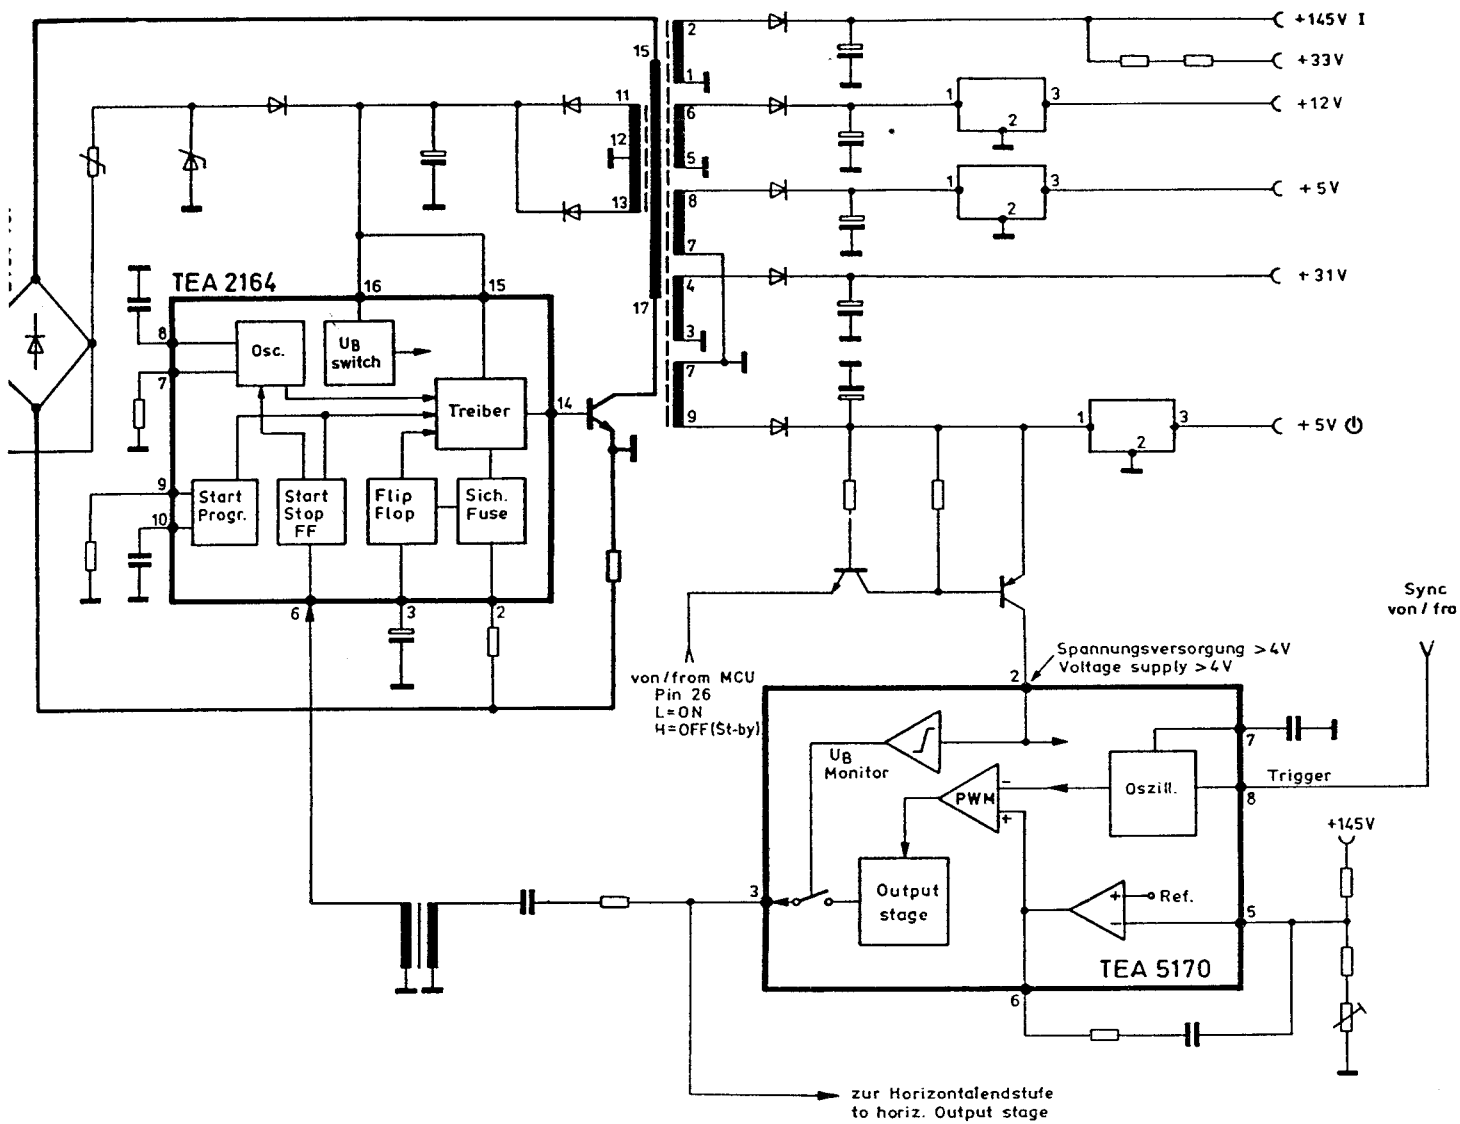 2
+145V I
15
+33V
1
11
6
1
3
+12V
12
2
5
13
8
1
3
+5V
2
7
TEA 2164
16
15
4
+31V
17
8
Osc.
UB
switch
3
7
7
Treiber
14
9
1
3
+5V
2
9
Start
Progr.
Start
Stop
FF
Flip
Flop
Sich.
Fuse
10
6
3
2
Sync
von / fra
Spannungsversorgung >4V
Voltage supply >4V
von/from MCU
Pin 26
L=ON
H=OFF(St-by)
2
UB
Monitor
7
PWM
-
+
Oszill.
Trigger
8
+145V
3
Output
stage
+
Ref.
-
5
TEA 5170
6
zur Horizontalendstufe
to horiz. Output stage